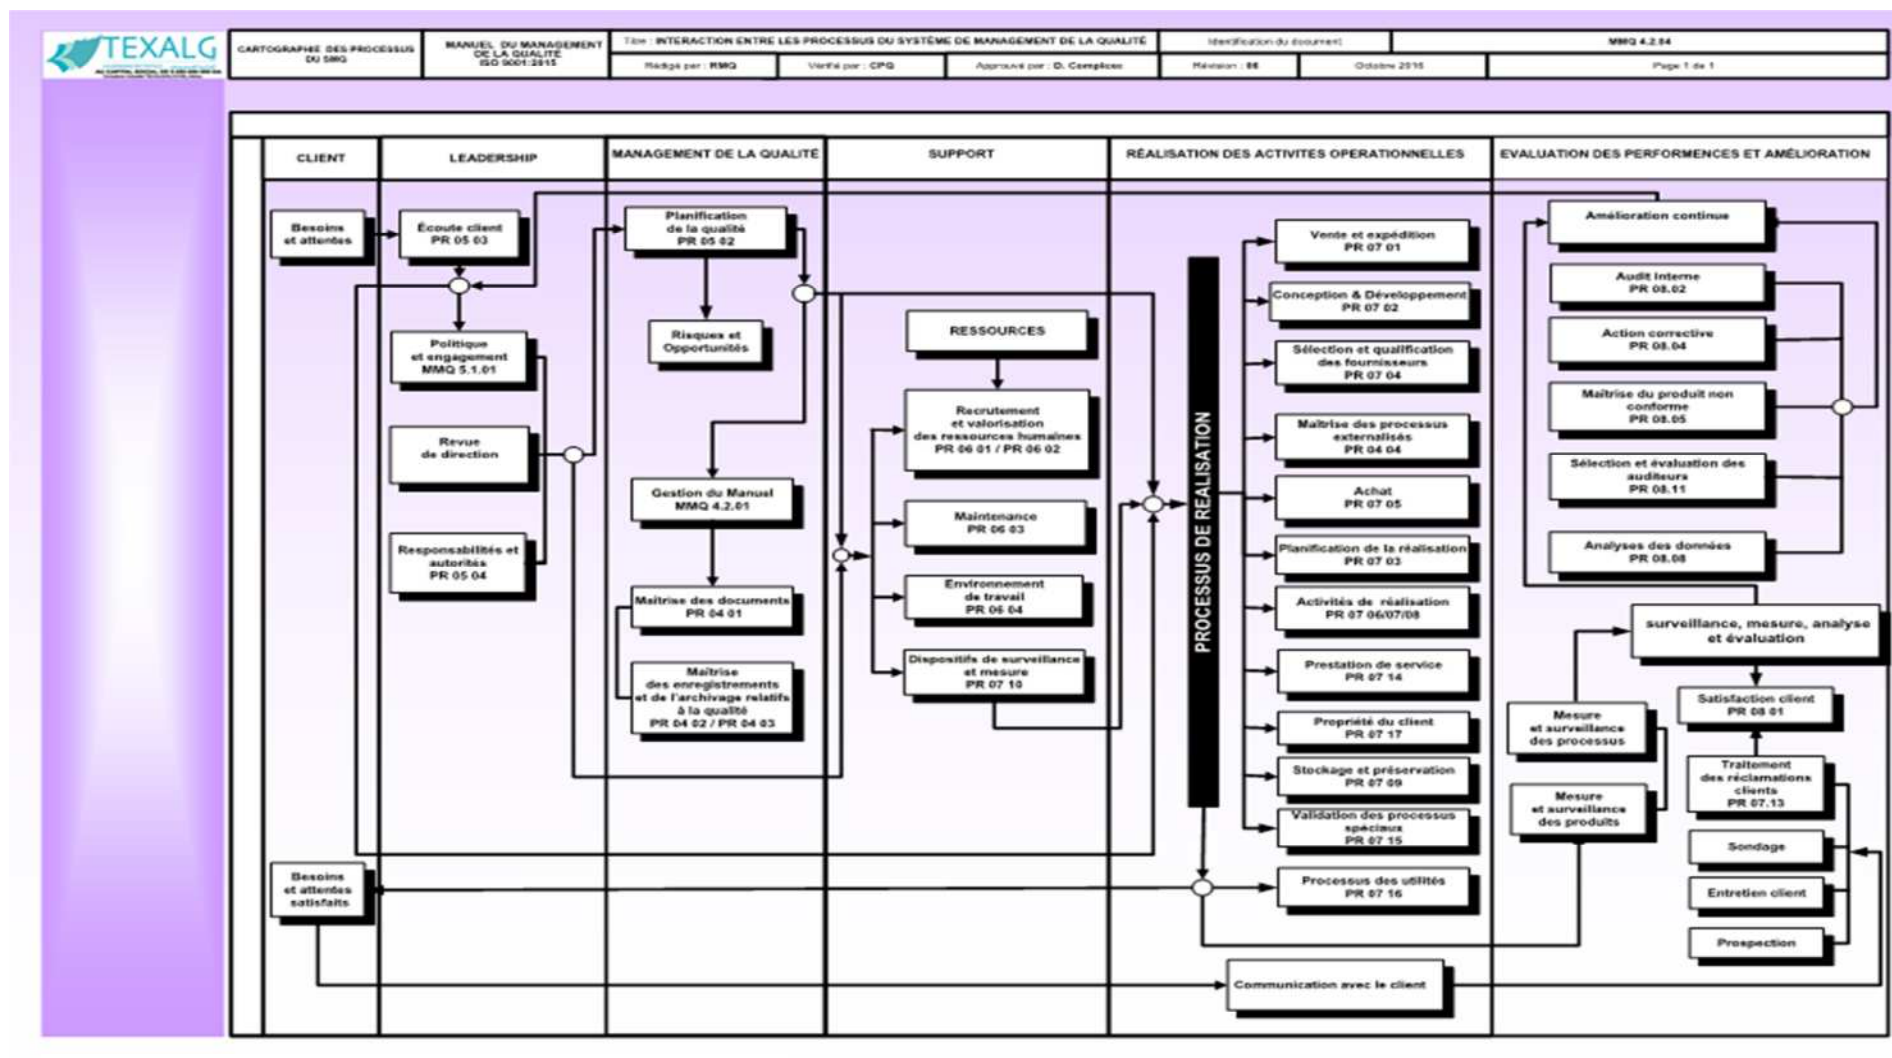 TEXALG
CARTOGRAPHIE DES PROCESSUS
DU SMQ
MANUEL DU MANAGEMENT
DE LA QUALITÉ
ISO 9001:2015
Titre : INTERACTION ENTRE LES PROCESSUS DU SYSTÈME DE MANAGEMENT DE LA QUALITÉ
Identification du document
MMQ 4.2.04
Rédigé par : RMQ
Vérifié par : CPQ
Approuvé par : D. Complexe
Révision : 06
Octobre 2016
Page 1 de 1
CLIENT
LEADERSHIP
MANAGEMENT DE LA QUALITÉ
SUPPORT
RÉALISATION DES ACTIVITES OPERATIONNELLES
EVALUATION DES PERFORMENCES ET AMÉLIORATION
Besoins
et attentes
Besoins
et attentes
satisfaits
Écoute client
PR 05 03
Politique
et engagement
MMQ 5.1.01
Revue
de direction
Responsabilités et
autorités
PR 05 04
Planification
de la qualité
PR 05 02
Risques et
Opportunités
Gestion du Manuel
MMQ 4.2.01
Maîtrise des documents
PR 04 01
Maîtrise
des enregistrements
et de l'archivage relatifs
à la qualité
PR 04 02 / PR 04 03
RESSOURCES
Recrutement
et valorisation
des ressources humaines
PR 06 01 / PR 06 02
Maintenance
PR 06 03
Environnement
de travail
PR 06 04
Dispositifs de surveillance
et mesure
PR 07 10
PROCESSUS DE REALISATION
Vente et expédition
PR 07 01
Conception & Développement
PR 07 02
Sélection et qualification
des fournisseurs
PR 07 04
Maîtrise des processus
externalisés
PR 04 04
Achat
PR 07 05
Planification de la réalisation
PR 07 03
Activités de réalisation
PR 07 06/07/08
Prestation de service
PR 07 14
Propriété du client
PR 07 17
Stockage et préservation
PR 07 09
Validation des processus
spéciaux
PR 07 15
Processus des utilités
PR 07 16
Communication avec le client
Amélioration continue
Audit Interne
PR 08.02
Action corrective
PR 08.04
Maîtrise du produit non
conforme
PR 08.05
Sélection et évaluation des
auditeurs
PR 08.11
Analyses des données
PR 08.08
surveillance, mesure, analyse
et évaluation
Mesure
et surveillance
des processus
Mesure
et surveillance
des produits
Satisfaction client
PR 08 01
Traitement
des réclamations
clients
PR 07.13
Sondage
Entretien client
Prospection